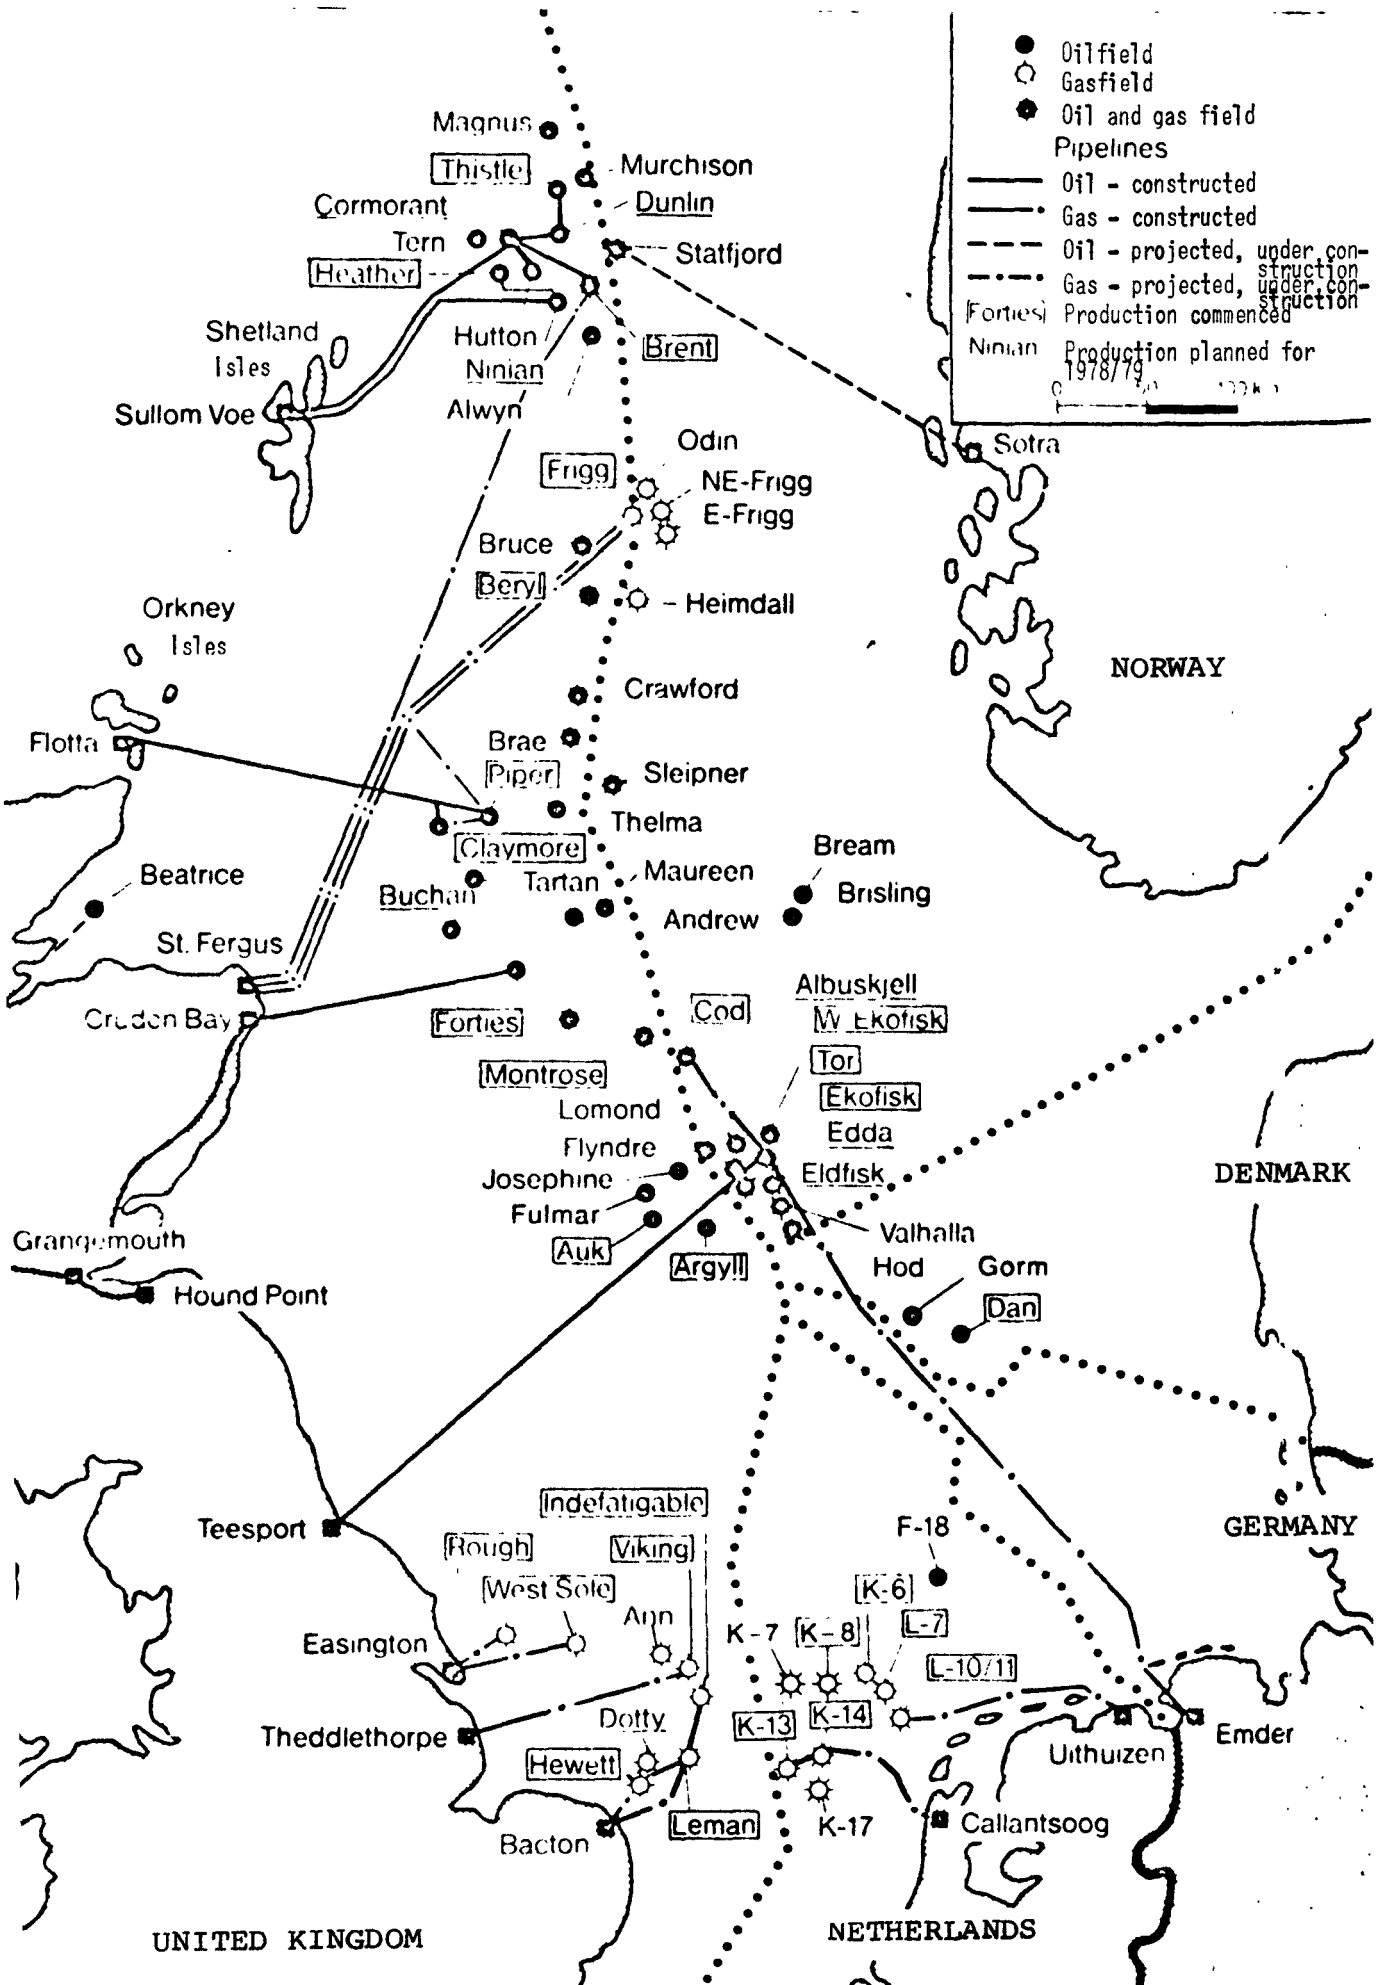 Oilfield
Gasfield
Oil and gas field
Pipelines
Oil - constructed
Gas - constructed
Oil - projected, under con-
struction
Gas - projected, under con-
struction
Forties Production commenced
Ninian Production planned for
1978/79
0
Magnus
Thistle
Murchison
Cormorant
Dunlin
Tern
Statfjord
Heather
Shetland
Isles
Hutton
Brent
Ninian
Alwyn
Sullom Voe
Sotra
Odin
Frigg
NE-Frigg
E-Frigg
Bruce
Beryl
Heimdall
Orkney
Isles
NORWAY
Crawford
Flotta
Brae
Piper
Sleipner
Thelma
Claymore
Bream
Beatrice
Tartan
Maureen
Buchan
Brisling
Andrew
St. Fergus
Albuskjell
Cod
W Ekofisk
Cruden Bay
Forties
Tor
Montrose
Ekofisk
Lomond
Edda
Flyndre
Eldfisk
DENMARK
Josephine
Fulmar
Valhalla
Grangemouth
Auk
Argyll
Hod
Gorm
Hound Point
Dan
Indefatigable
Teesport
F-18
GERMANY
Rough
Viking
West Sole
K-6
Ann
K-7
K-8
L-7
Easington
L-10/11
Dotty
K-13
K-14
Theddlethorpe
Emder
Uithuizen
Hewett
Leman
K-17
Callantsoog
Bacton
NETHERLANDS
UNITED KINGDOM